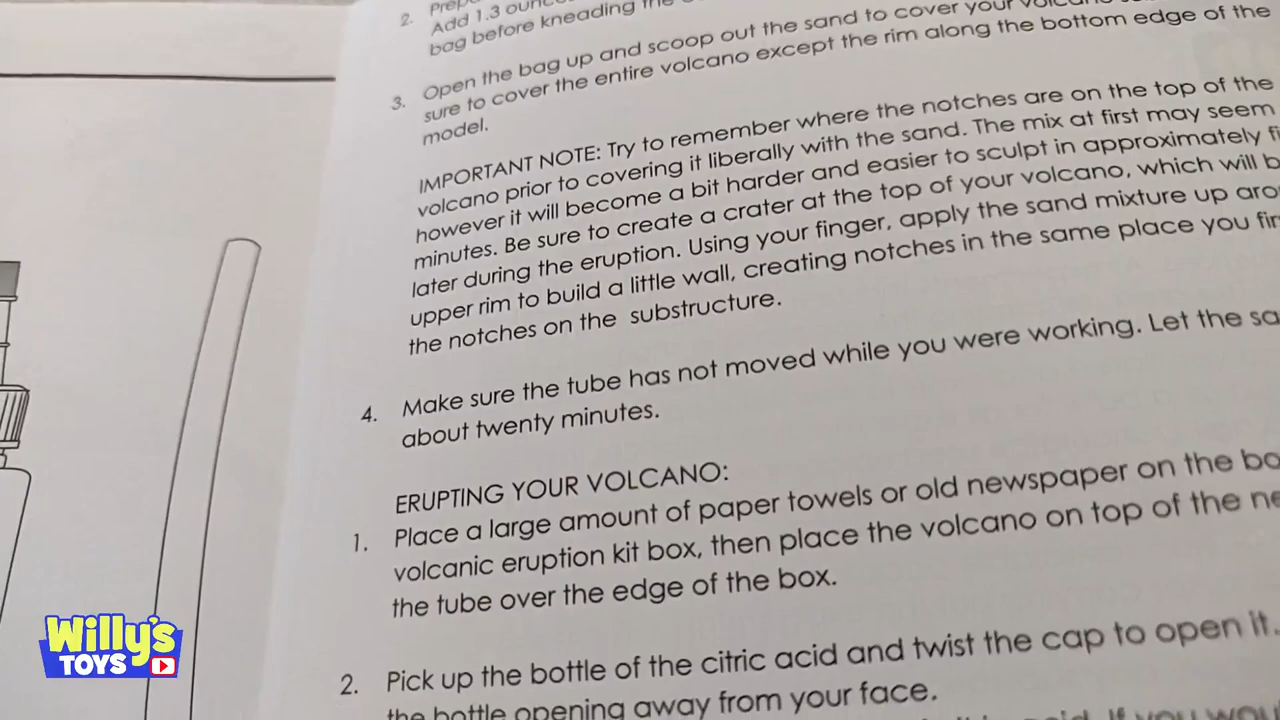 2.
Add 1.3
bag before kneading the
3. Open the bag up and scoop out the sand to cover your
sure to cover the entire volcano except the rim along the bottom edge of the
model.
IMPORTANT NOTE: Try to remember where the notches are on the top of the
volcano prior to covering it liberally with the sand. The mix at first may seem
however it will become a bit harder and easier to sculpt in approximately
minutes. Be sure to create a crater at the top of your volcano, which will
later during the eruption. Using your finger, apply the sand mixture up
upper rim to build a little wall, creating notches in the same place you
the notches on the substructure.
4. Make sure the tube has not moved while you were working. Let the
about twenty minutes.
ERUPTING YOUR VOLCANO:
1. Place a large amount of paper towels or old newspaper on the
volcanic eruption kit box, then place the volcano on top of the
the tube over the edge of the box.
2. Pick up the bottle of the citric acid and twist the cap to open it.
the bottle opening away from your face.
If you
Willy's
TOYS